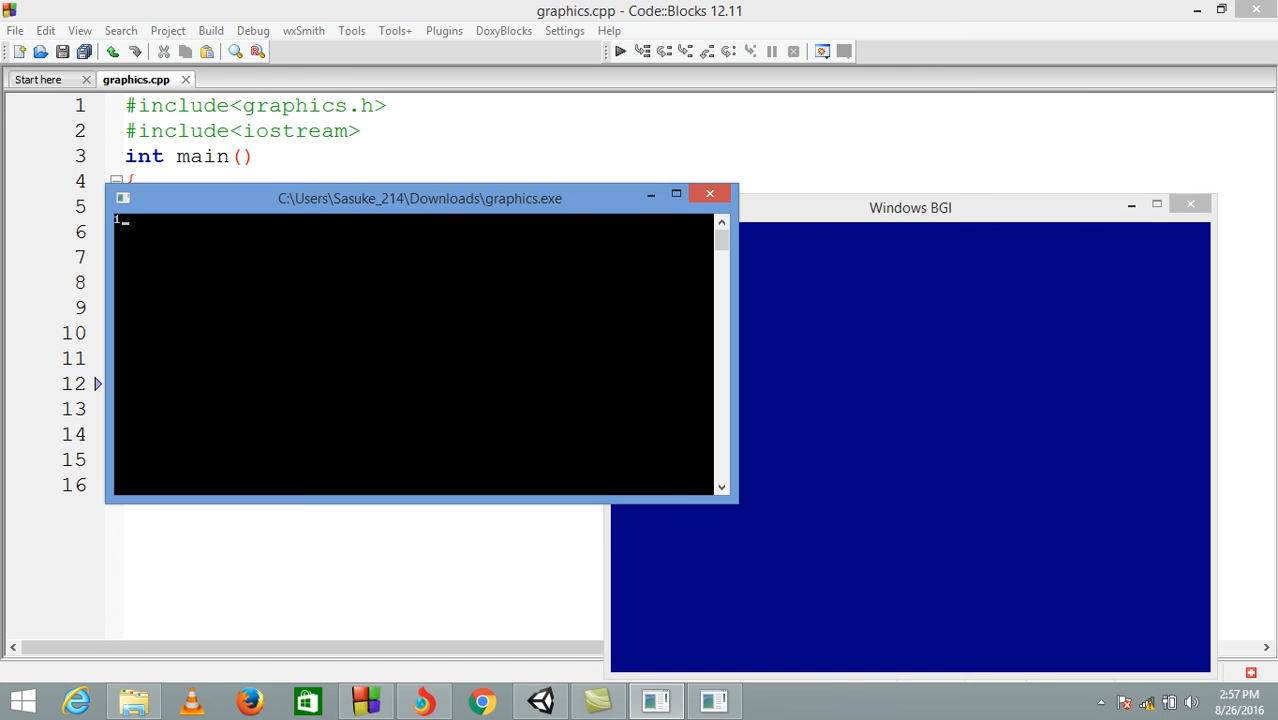 graphics.cpp - Code::Blocks 12.11
File Edit View Search Project Build Debug wxSmith Tools Tools+ Plugins DoxyBlocks Settings Help
Start here graphics.cpp
1 #include<graphics.h>
2 #include<iostream>
3 int main()
4 {
5
6
7
8
9
10
11
12
13
14
15
16
C:\Users\Sasuke_214\Downloads\graphics.exe
1_
Windows BGI
2:57 PM
8/26/2016